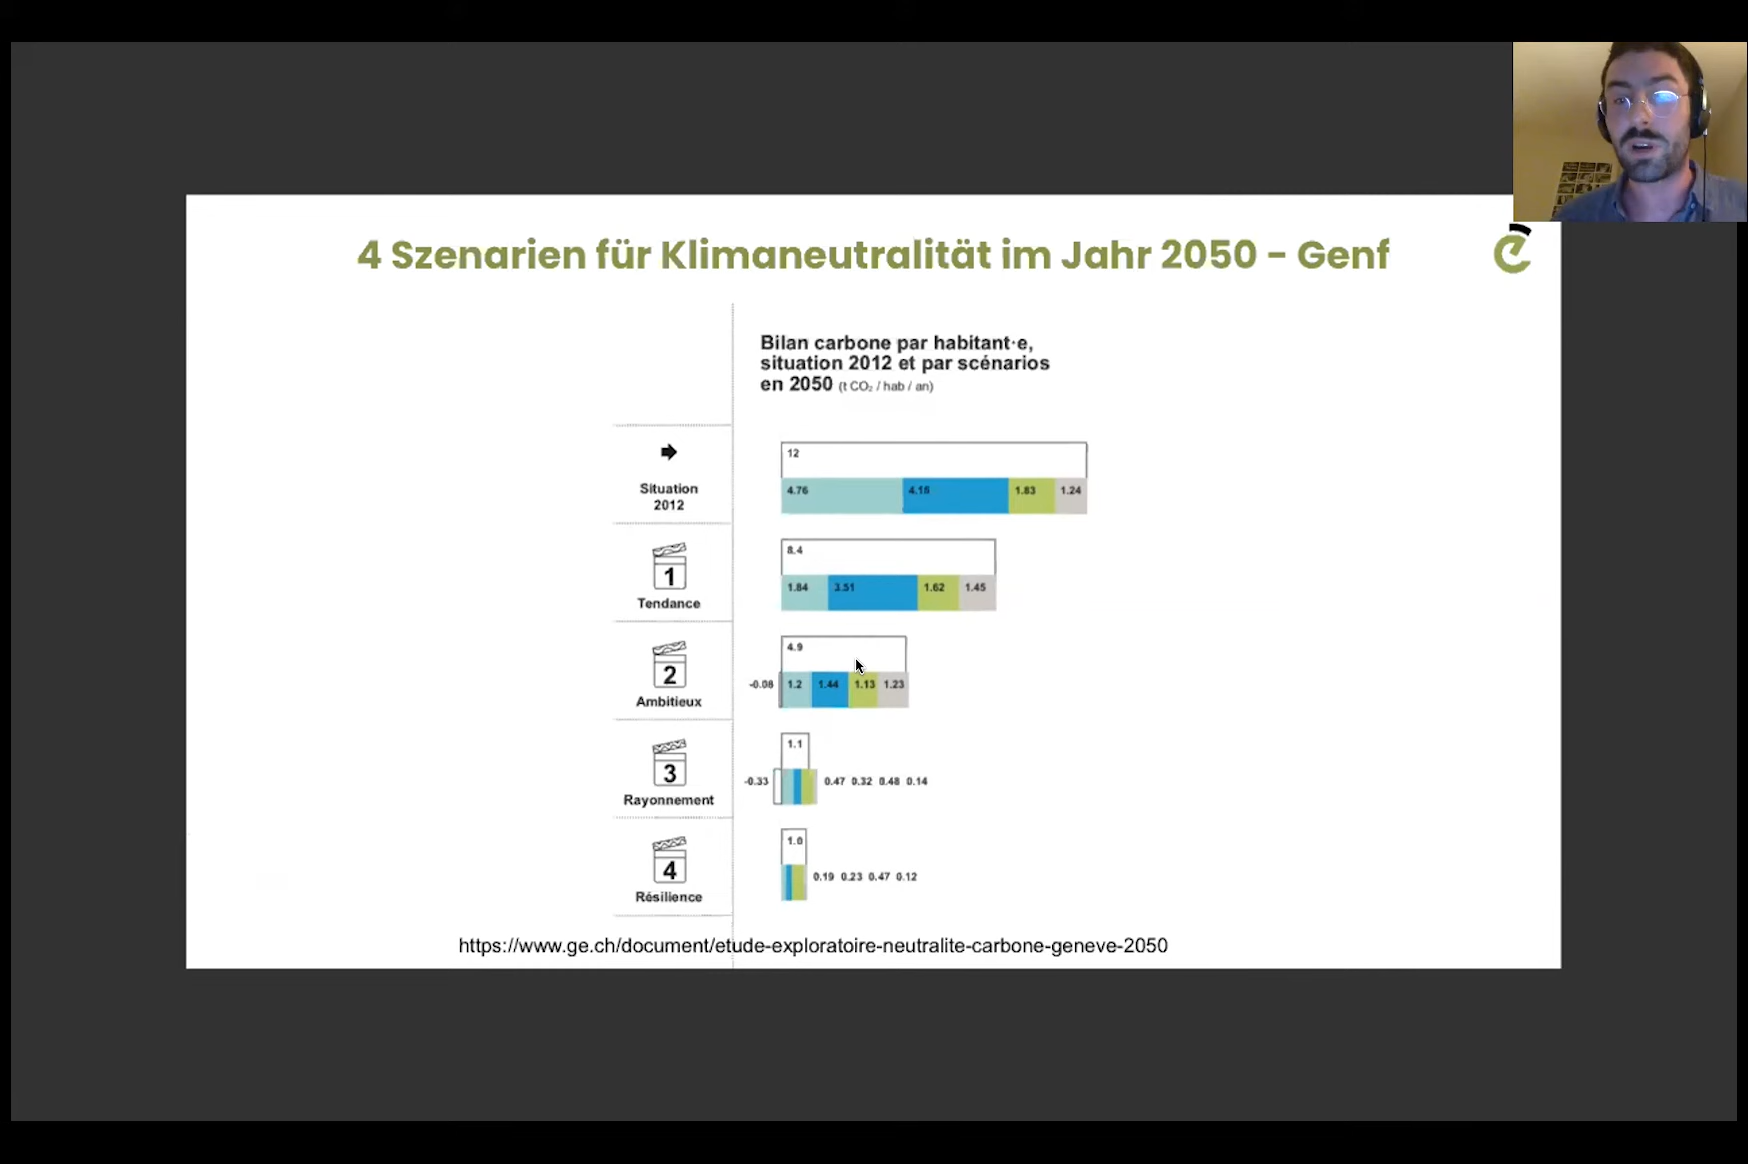 4 Szenarien für Klimaneutralität im Jahr 2050 - Genf
Bilan carbone par habitant·e,
situation 2012 et par scénarios
en 2050 (t CO₂ / hab / an)
Situation
2012
12
4.76 4.16 1.83 1.24
1
Tendance
8.4
1.84 3.51 1.62 1.45
2
Ambitieux
4.9
-0.08 1.2 1.44 1.13 1.23
3
Rayonnement
1.1
-0.33 0.47 0.32 0.48 0.14
4
Résilience
1.0
0.19 0.23 0.47 0.12
https://www.ge.ch/document/etude-exploratoire-neutralite-carbone-geneve-2050